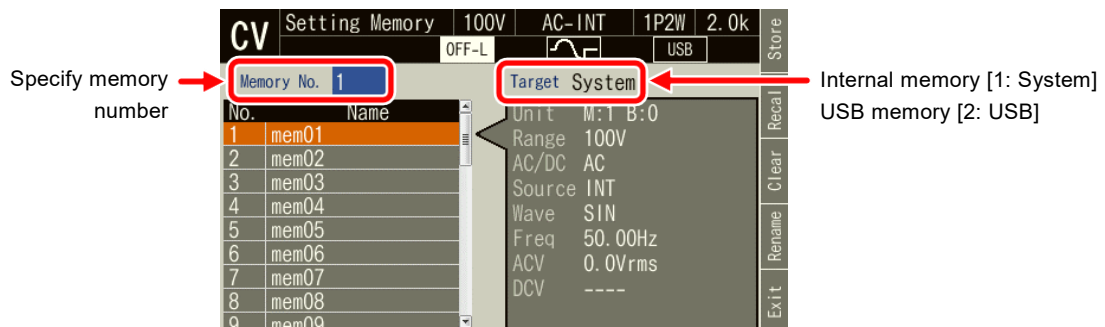 CV Setting Memory 100V AC-INT 1P2W 2.0k
OFF-L USB
Specify memory number
Memory No. 1
Target System
Internal memory [1: System]
USB memory [2: USB]
No. Name
1 mem01
2 mem02
3 mem03
4 mem04
5 mem05
6 mem06
7 mem07
8 mem08
9 mem09
Unit M:1 B:0
Range 100V
AC/DC AC
Source INT
Wave SIN
Freq 50.00Hz
ACV 0.0Vrms
DCV ----
Store
Recal
Clear
Rename
Exit